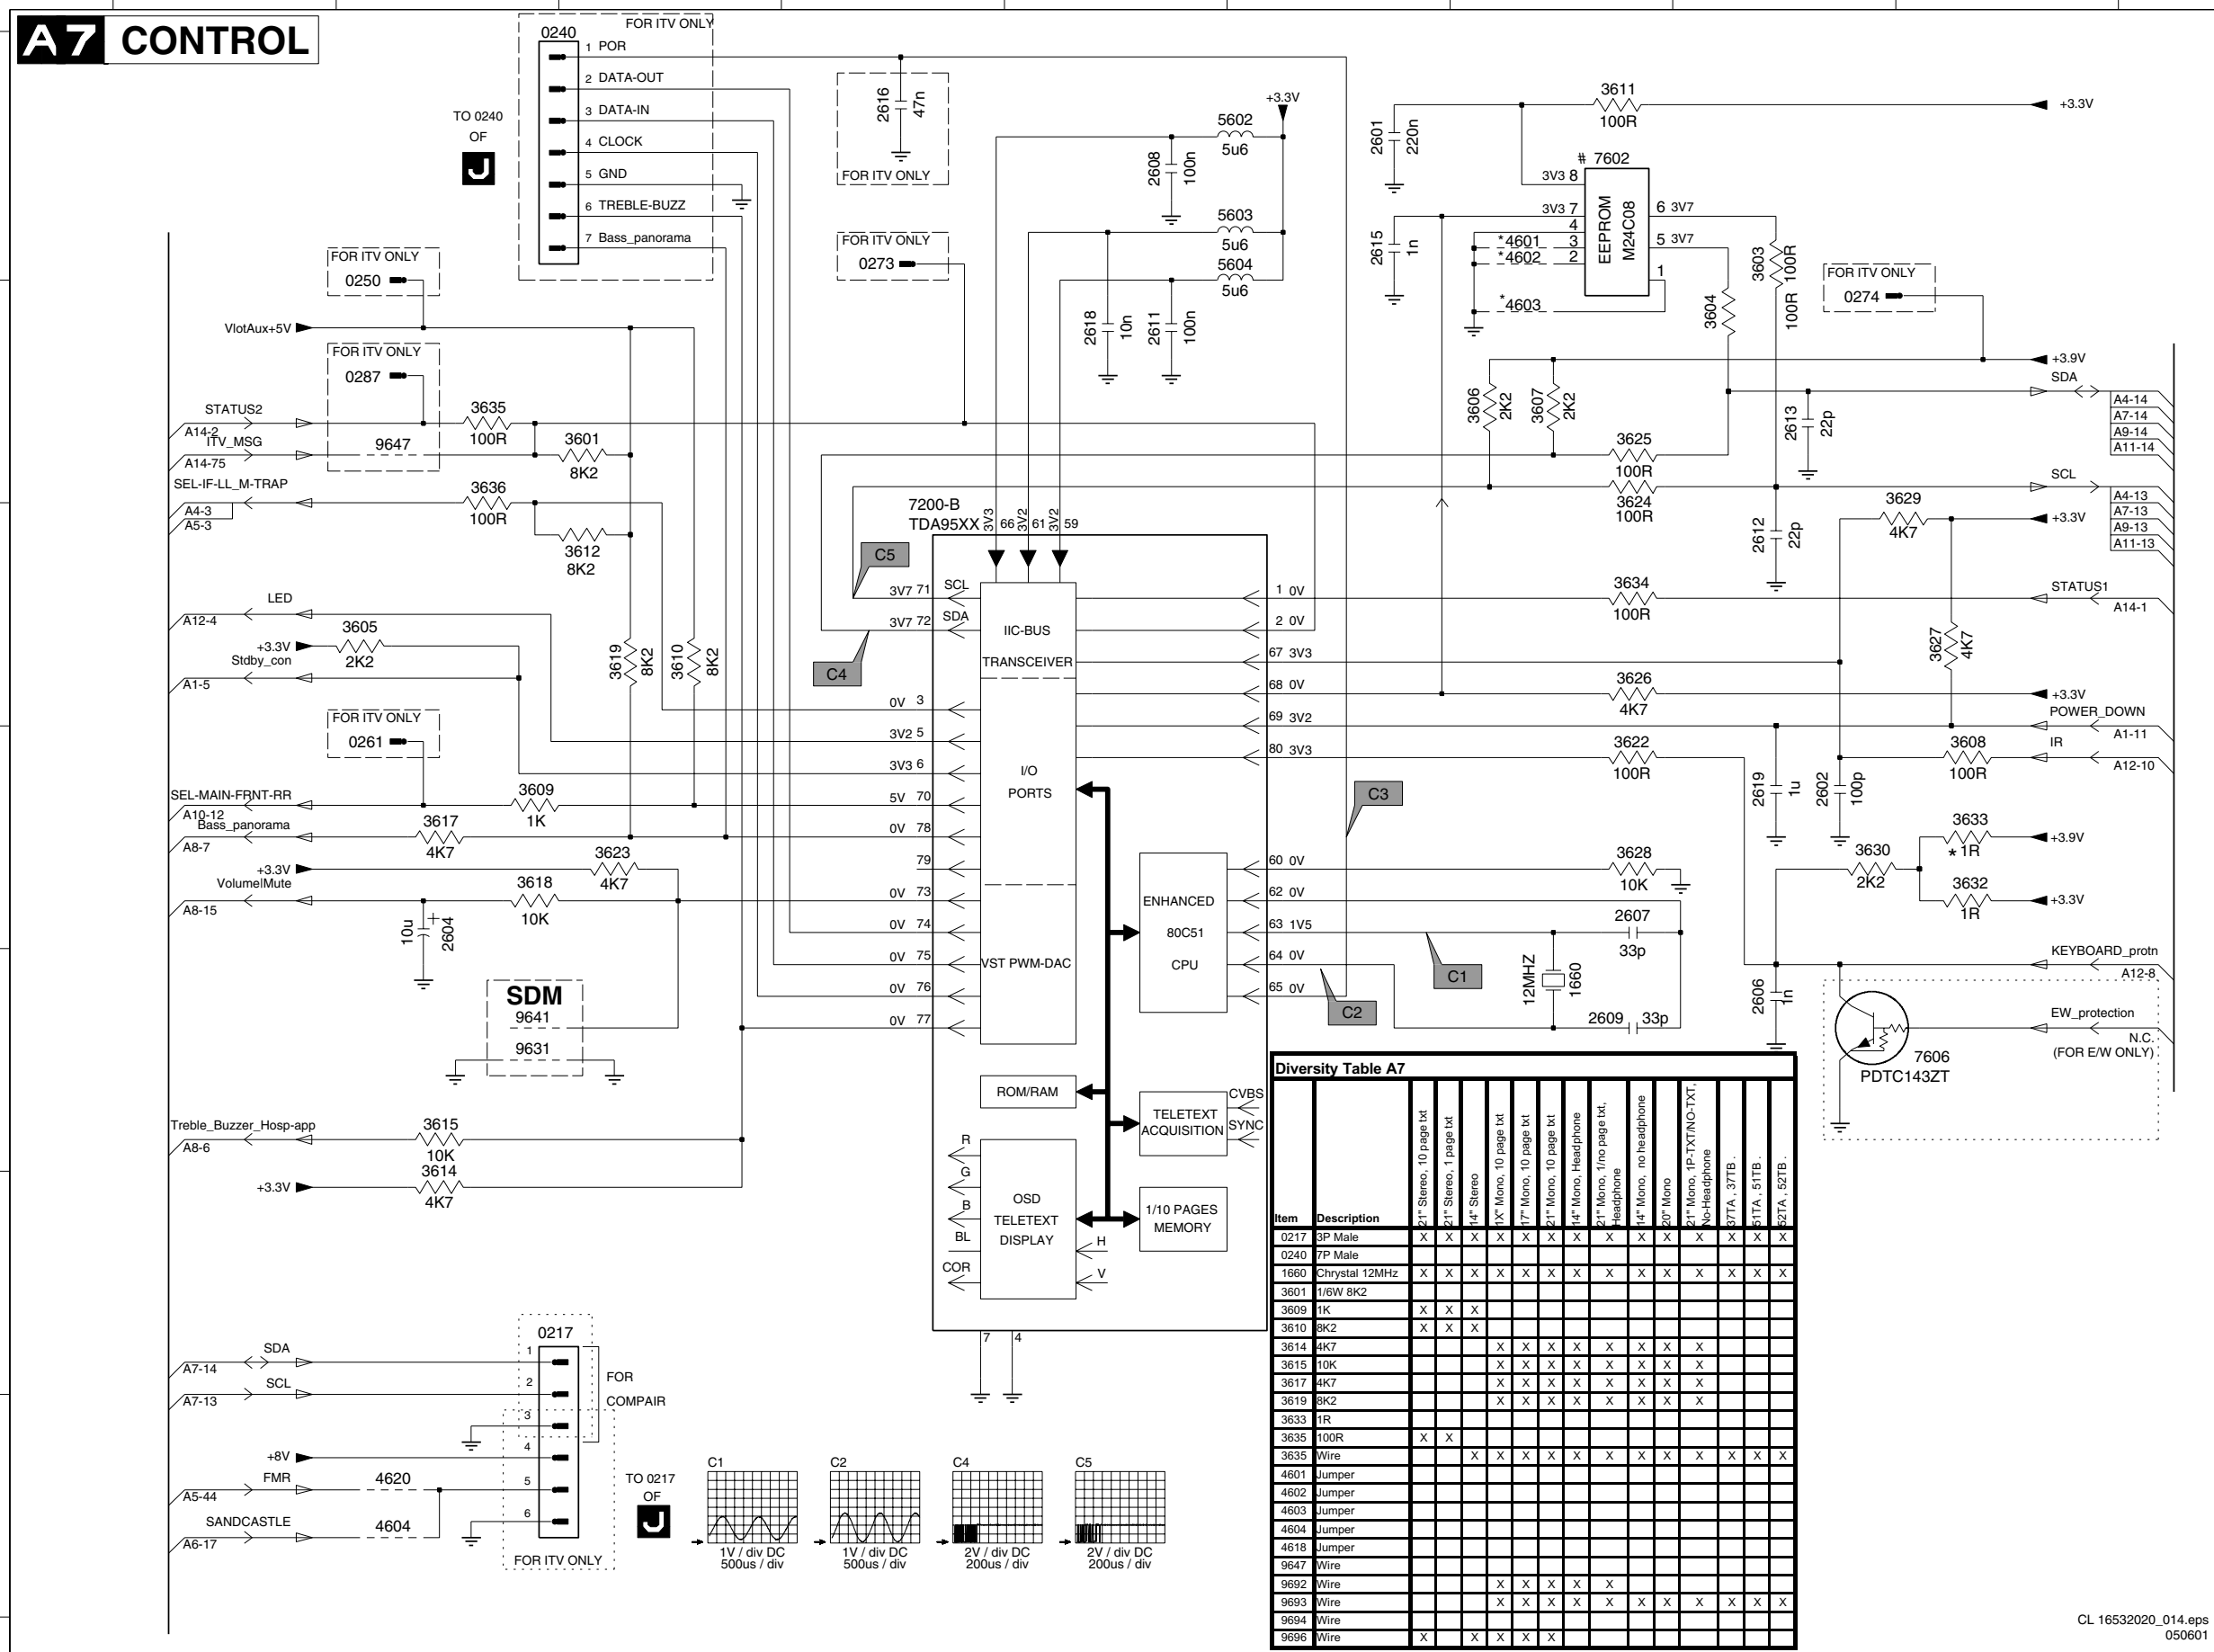 A7 CONTROL
FOR ITV ONLY
0240
1 POR
2 DATA-OUT
3 DATA-IN
4 CLOCK
5 GND
6 TREBLE-BUZZ
7 Bass_panorama
TO 0240
OF
J
2616
47n
FOR ITV ONLY
FOR ITV ONLY
0273
+3.3V
5602
5u6
2608
100n
5603
5u6
5604
5u6
2618
10n
2611
100n
3611
100R
+3.3V
2601
220n
# 7602
3V3 8
3V3 7
4
3
2
EEPROM
M24C08
6 3V7
5 3V7
1
*4601
*4602
*4603
2615
1n
3603
100R
3604
100R
FOR ITV ONLY
0274
+3.9V
SDA
A4-14
A7-14
A9-14
A11-14
3606
2K2
3607
2K2
2613
22p
3625
100R
3624
100R
SCL
A4-13
A7-13
A9-13
A11-13
3629
4K7
+3.3V
2612
22p
FOR ITV ONLY
0250
VlotAux+5V
FOR ITV ONLY
0287
STATUS2
A14-2
ITV_MSG
A14-75
9647
3635
100R
3601
8K2
SEL-IF-LL_M-TRAP
A4-3
A5-3
3636
100R
3612
8K2
LED
A12-4
3605
2K2
+3.3V
Stdby_con
A1-5
3619
8K2
3610
8K2
FOR ITV ONLY
0261
SEL-MAIN-FRNT-RR
A10-12
3609
1K
Bass_panorama
A8-7
3617
4K7
3623
4K7
+3.3V
VolumelMute
A8-15
3618
10K
10u
2604
SDM
9641
9631
Treble_Buzzer_Hosp-app
A8-6
3615
10K
3614
4K7
+3.3V
7200-B
TDA95XX
3V3 66
3V2 61
3V2 59
C5
C4
3V7 71 SCL
3V7 72 SDA
IIC-BUS
TRANSCEIVER
0V 3
3V2 5
3V3 6
5V 70
0V 78
79
0V 73
0V 74
0V 75
0V 76
0V 77
I/O
PORTS
VST PWM-DAC
1 0V
2 0V
67 3V3
68 0V
69 3V2
80 3V3
60 0V
62 0V
63 1V5
64 0V
65 0V
ENHANCED
80C51
CPU
ROM/RAM
TELETEXT
ACQUISITION
CVBS
SYNC
R
G
B
BL
COR
OSD
TELETEXT
DISPLAY
H
V
1/10 PAGES
MEMORY
7
4
3634
100R
STATUS1
A14-1
3627
4K7
3626
4K7
+3.3V
POWER_DOWN
A1-11
3622
100R
3608
100R
IR
A12-10
2619
1u
2602
100p
C3
3633
* 1R
+3.9V
3630
2K2
3632
1R
+3.3V
3628
10K
2607
33p
12MHZ
1660
C1
C2
2609 33p
2606
1n
KEYBOARD_protn
A12-8
EW_protection
N.C.
(FOR E/W ONLY)
7606
PDTC143ZT
SDA
A7-14
SCL
A7-13
0217
1
2
3
4
5
6
FOR
COMPAIR
+8V
FMR
A5-44
4620
SANDCASTLE
A6-17
4604
FOR ITV ONLY
TO 0217
OF
J
C1
1V / div DC
500us / div
C2
1V / div DC
500us / div
C4
2V / div DC
200us / div
C5
2V / div DC
200us / div
Diversity Table A7
Item Description 21" Stereo, 10 page txt 21" Stereo, 1 page txt 14" Stereo 1X" Mono, 10 page txt 17" Mono, 10 page txt 21" Mono, 10 page txt 14" Mono, Headphone 21" Mono, 1/no page txt, Headphone 14" Mono, no headphone 20" Mono 21" Mono, 1P-TXT/NO-TXT, No-Headphone 37TA , 37TB . 51TA , 51TB . 52TA , 52TB .
0217 3P Male X X X X X X X X X X X X X X
0240 7P Male
1660 Chrystal 12MHz X X X X X X X X X X X X X X
3601 1/6W 8K2
3609 1K X X X
3610 8K2 X X X
3614 4K7 X X X X X X X X
3615 10K X X X X X X X X
3617 4K7 X X X X X X X X
3619 8K2 X X X X X X X X
3633 1R
3635 100R X X
3635 Wire X X X X X X X X X X X X
4601 Jumper
4602 Jumper
4603 Jumper
4604 Jumper
4618 Jumper
9647 Wire
9692 Wire X X X X X
9693 Wire X X X X X X X X X X X
9694 Wire
9696 Wire X X X X X
CL 16532020_014.eps
050601